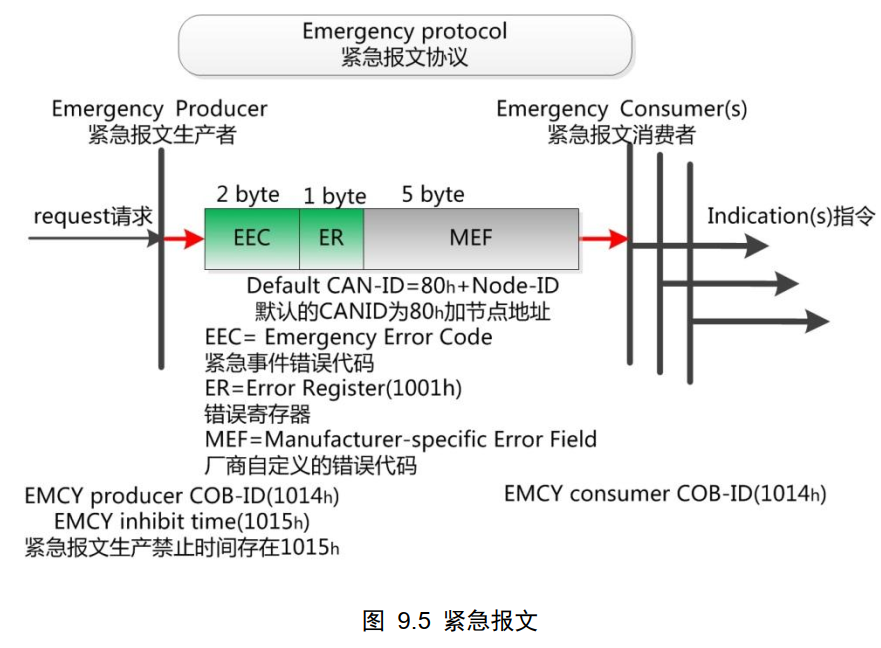 Emergency protocol
紧急报文协议
Emergency Producer
紧急报文生产者
Emergency Consumer(s)
紧急报文消费者
2 byte
1 byte
5 byte
request请求
EEC
ER
MEF
Indication(s)指令
Default CAN-ID=80h+Node-ID
默认的CANID为80h加节点地址
EEC= Emergency Error Code
紧急事件错误代码
ER=Error Register(1001h)
错误寄存器
MEF=Manufacturer-specific Error Field
厂商自定义的错误代码
EMCY producer COB-ID(1014h)
EMCY inhibit time(1015h)
紧急报文生产禁止时间存在1015h
EMCY consumer COB-ID(1014h)
图 9.5 紧急报文